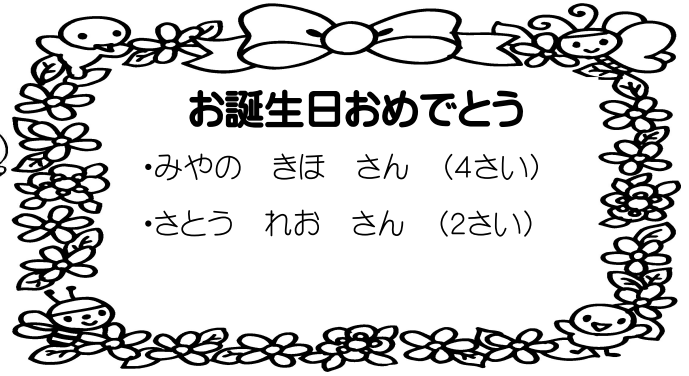 お誕生日おめでとう
・みやの　きほ　さん　（4さい）
・さとう　れお　さん　（2さい）